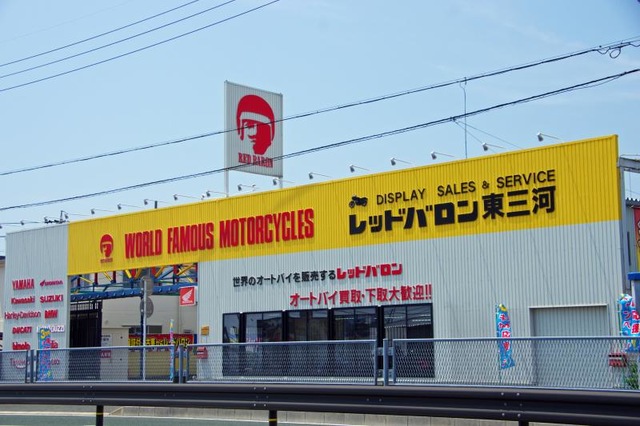 RED BARON
WORLD FAMOUS MOTORCYCLES
DISPLAY SALES & SERVICE
レッドバロン東三河
世界のオートバイを販売するレッドバロン
オートバイ買取・下取大歓迎!!
YAMAHA HONDA
Kawasaki SUZUKI
Harley-Davidson BMW
DUCATI
bimota